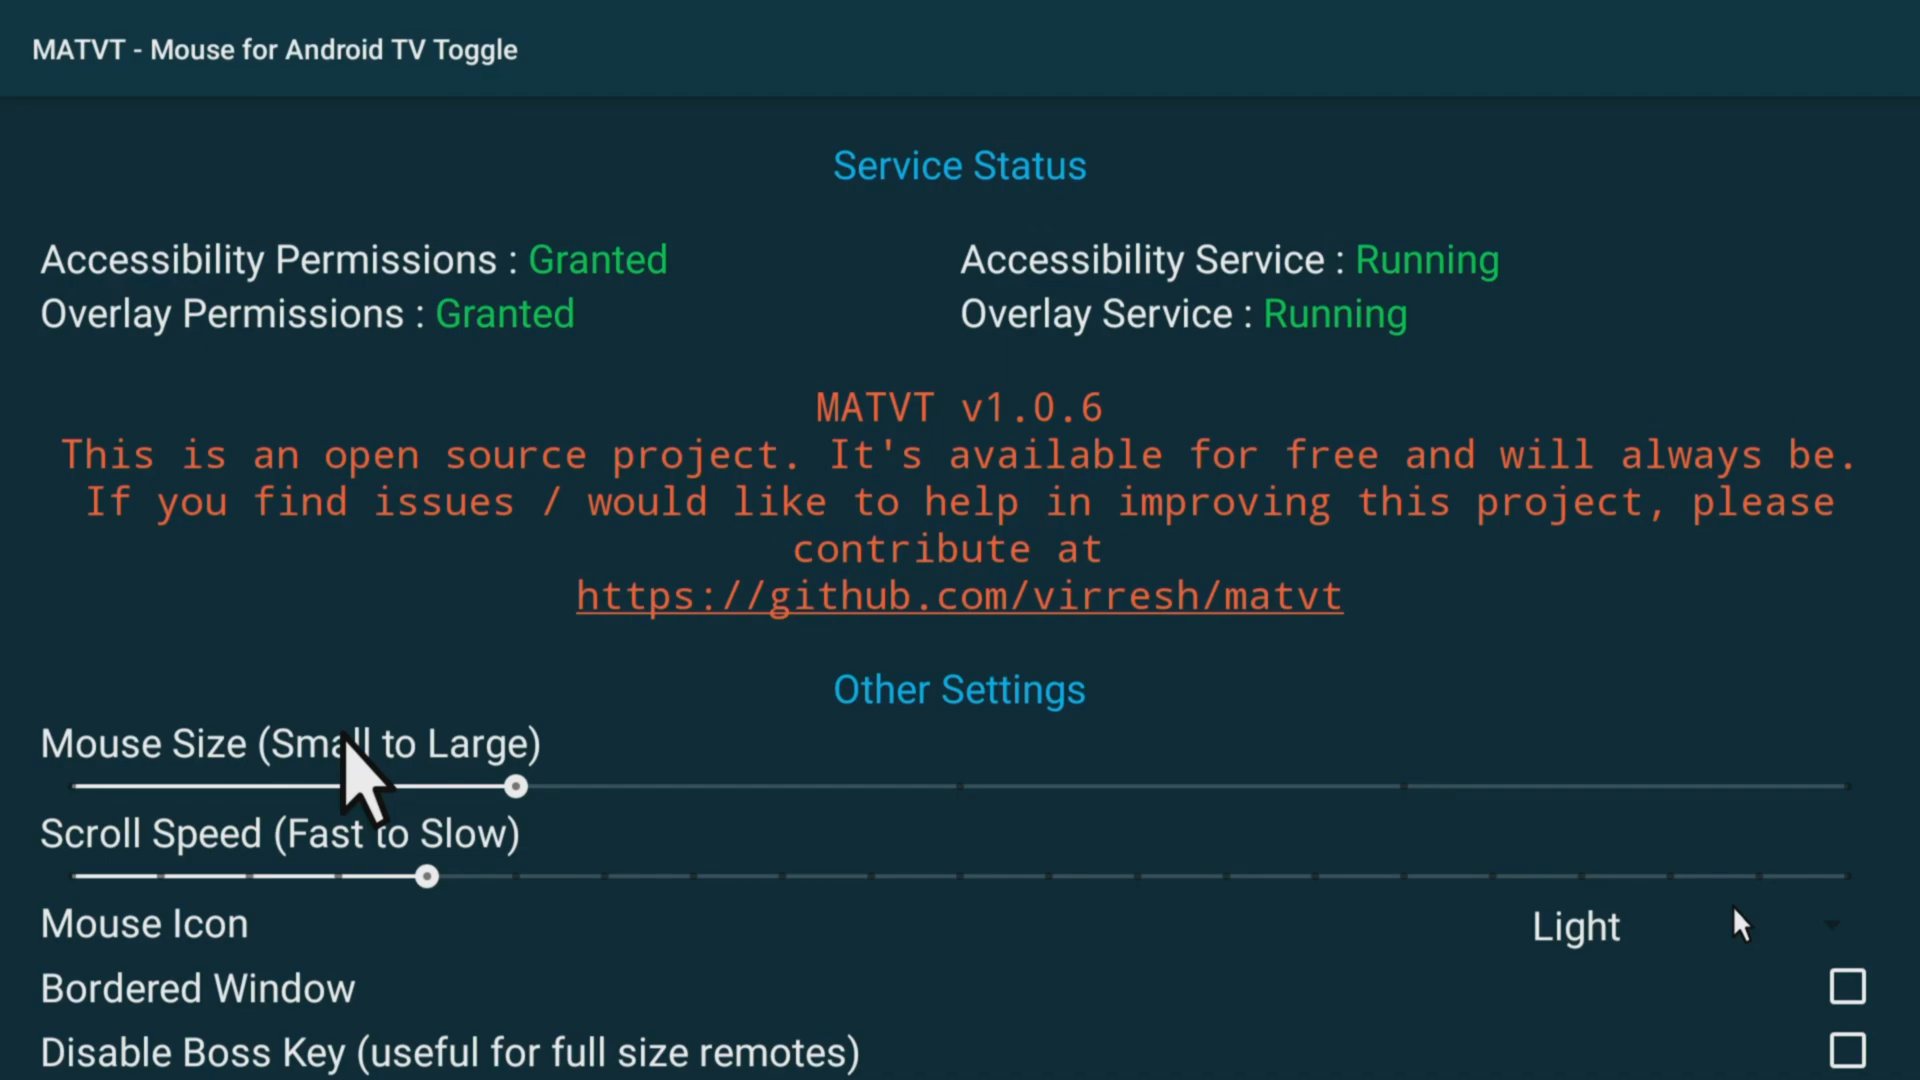 MATVT - Mouse for Android TV Toggle
Service Status
Accessibility Permissions : Granted
Accessibility Service : Running
Overlay Permissions : Granted
Overlay Service : Running
MATVT v1.0.6
This is an open source project. It's available for free and will always be.
If you find issues / would like to help in improving this project, please
contribute at
https://github.com/virresh/matvt
Other Settings
Mouse Size (Small to Large)
Scroll Speed (Fast to Slow)
Mouse Icon
Light
Bordered Window
Disable Boss Key (useful for full size remotes)